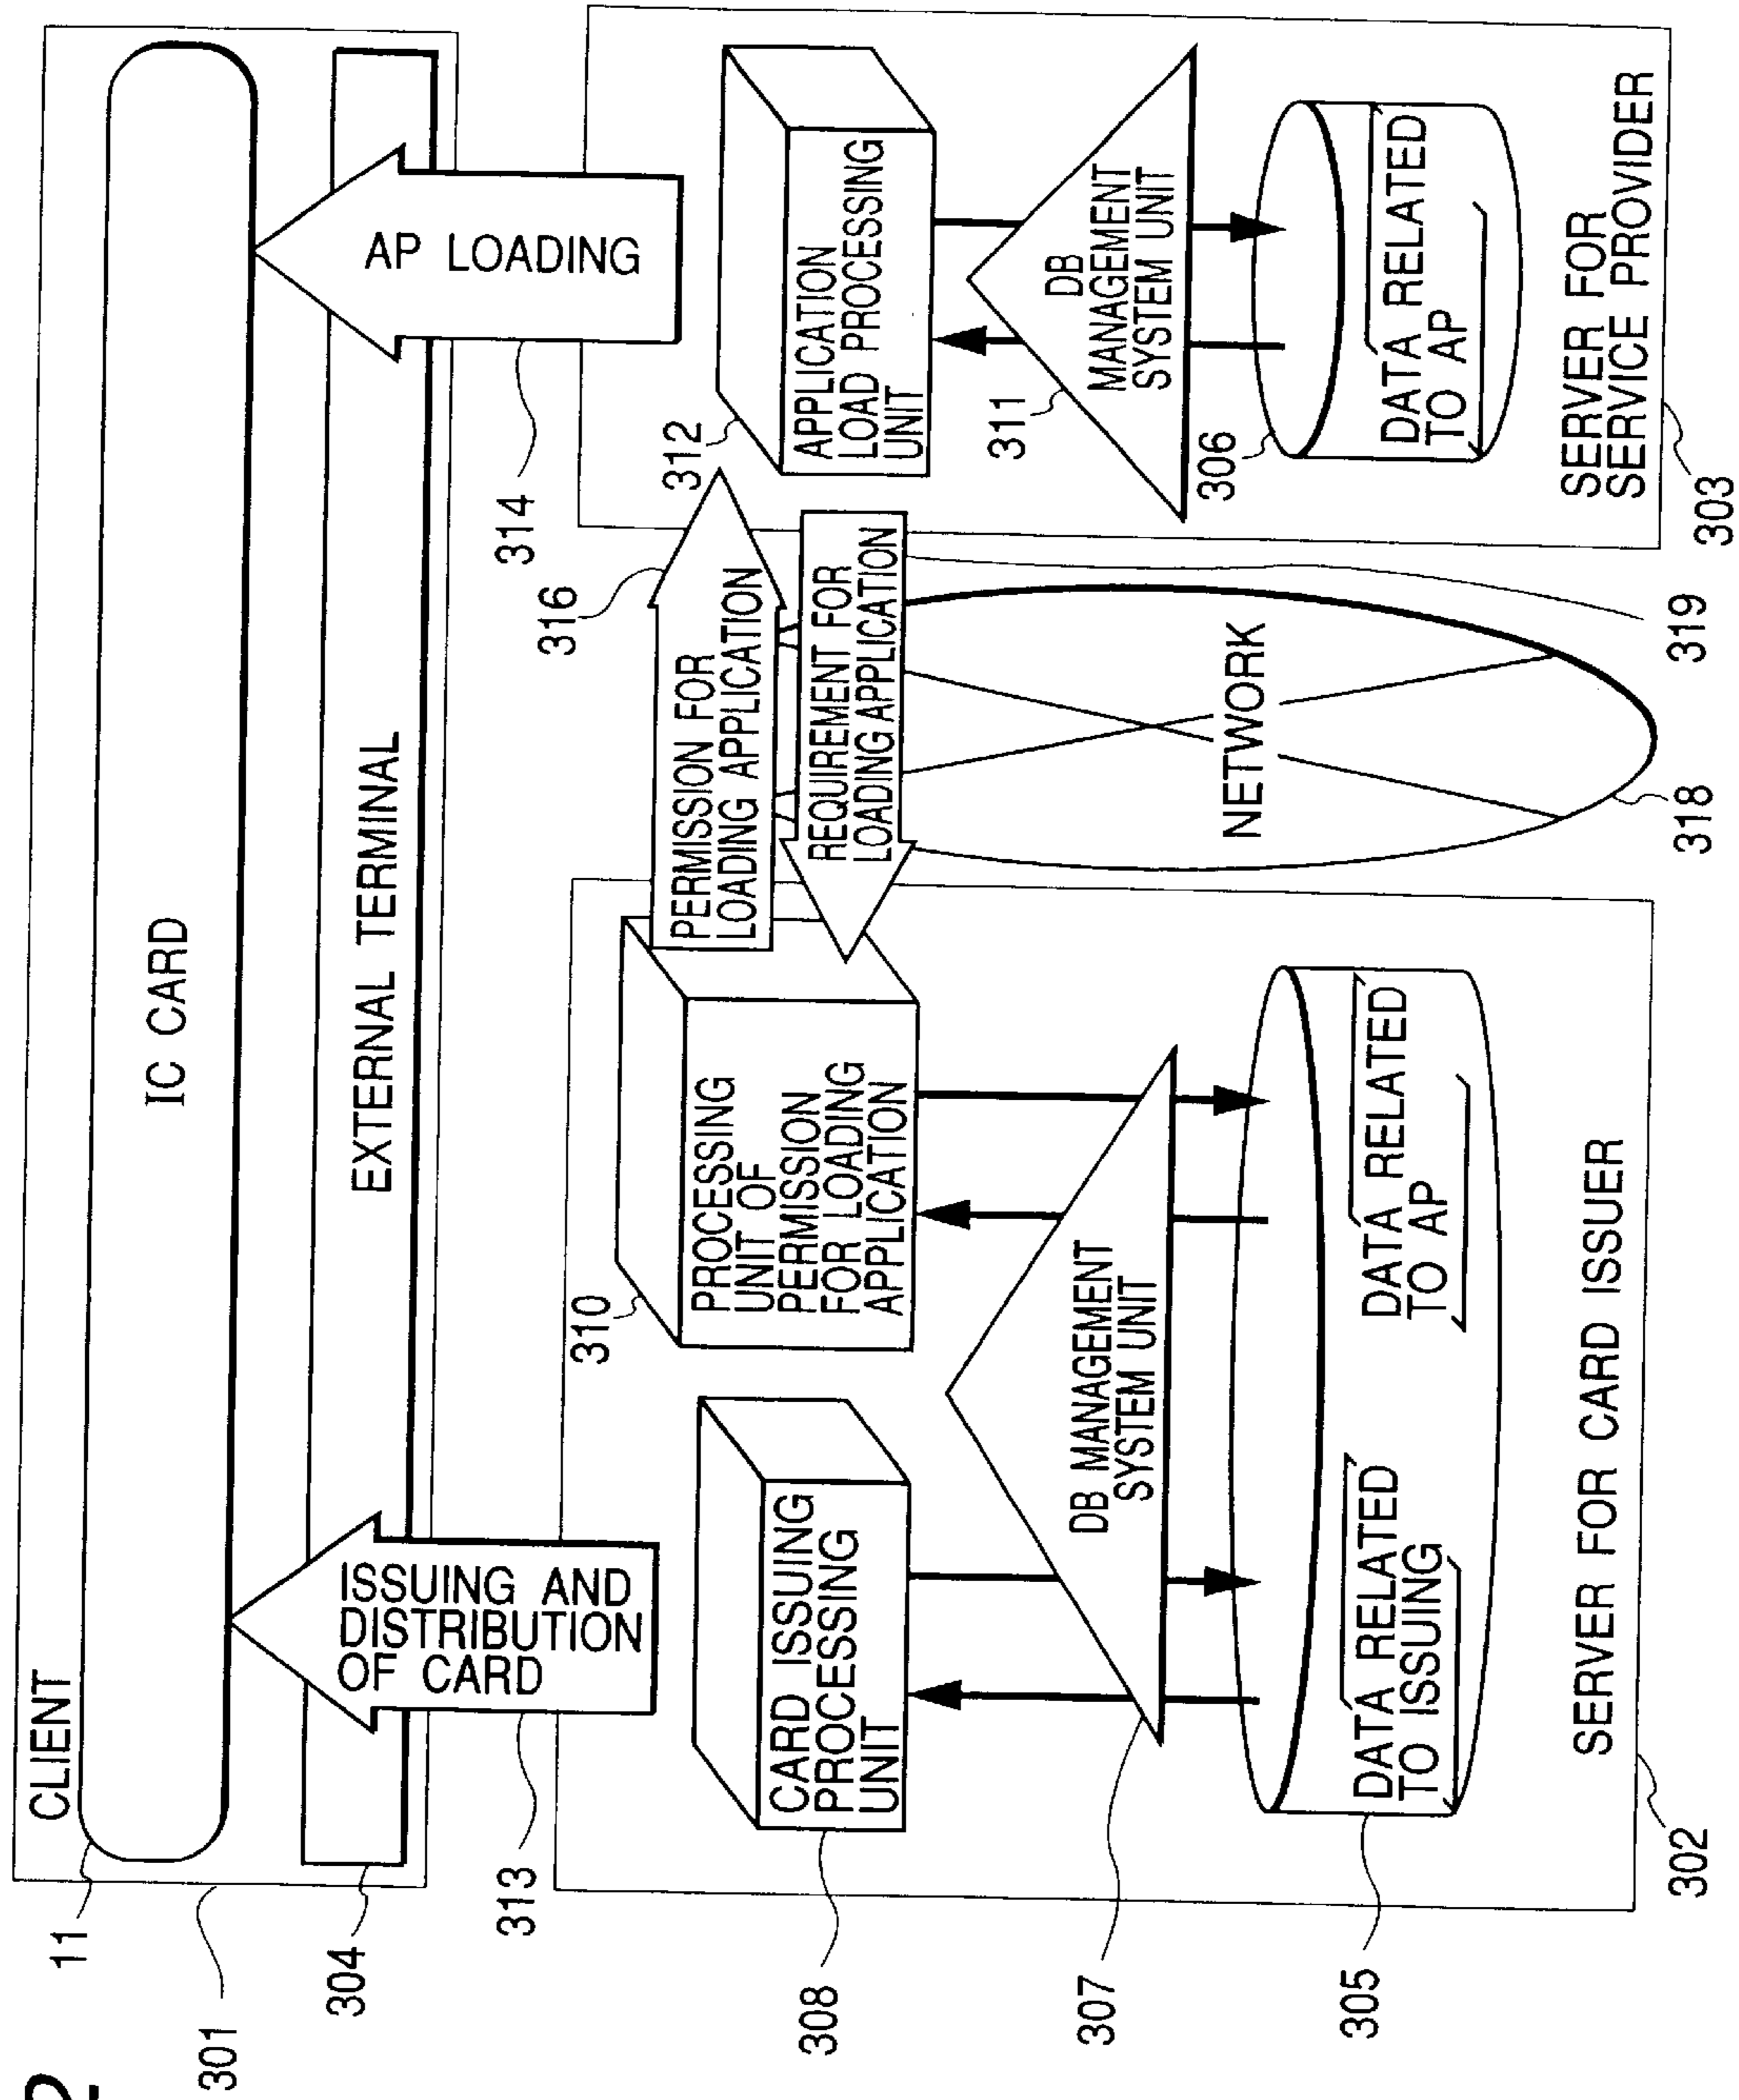 2
301
11
CLIENT
IC CARD
304
EXTERNAL TERMINAL
313
ISSUING AND
DISTRIBUTION
OF CARD
314
AP LOADING
308
CARD ISSUING
PROCESSING
UNIT
310
PROCESSING
UNIT OF
PERMISSION
FOR LOADING
APPLICATION
316
PERMISSION FOR
LOADING APPLICATION
REQUIREMENT FOR
LOADING APPLICATION
312
APPLICATION
LOAD PROCESSING
UNIT
307
DB MANAGEMENT
SYSTEM UNIT
311
DB
MANAGEMENT
SYSTEM UNIT
305
DATA RELATED
TO ISSUING
DATA RELATED
TO AP
306
DATA RELATED
TO AP
NETWORK
318
319
SERVER FOR CARD ISSUER
302
SERVER FOR
SERVICE PROVIDER
303